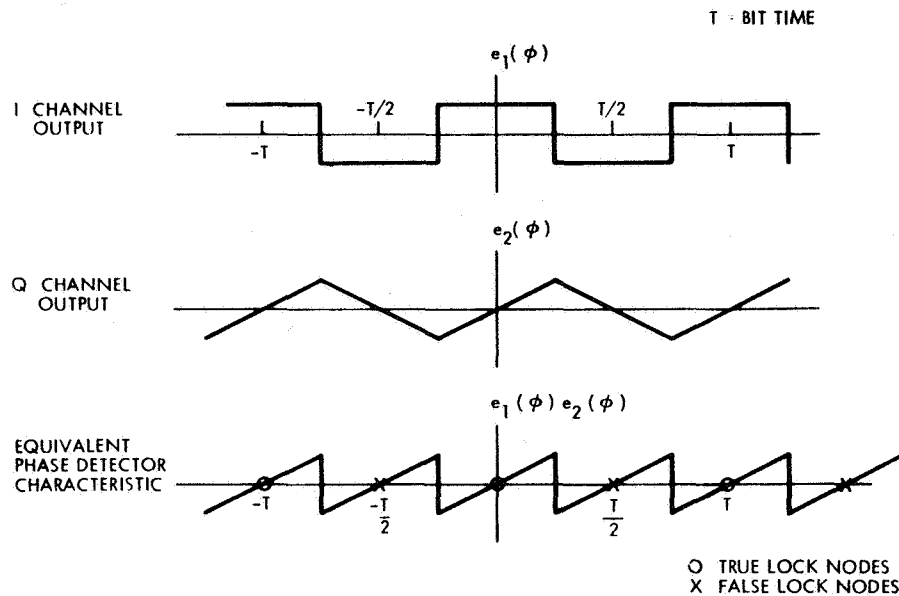 T = BIT TIME
e1(ϕ)
I CHANNEL
OUTPUT
-T
-T/2
T/2
T
e2(ϕ)
Q CHANNEL
OUTPUT
e1(ϕ) e2(ϕ)
EQUIVALENT
PHASE DETECTOR
CHARACTERISTIC
-T
-T/2
T/2
T
O TRUE LOCK NODES
X FALSE LOCK NODES